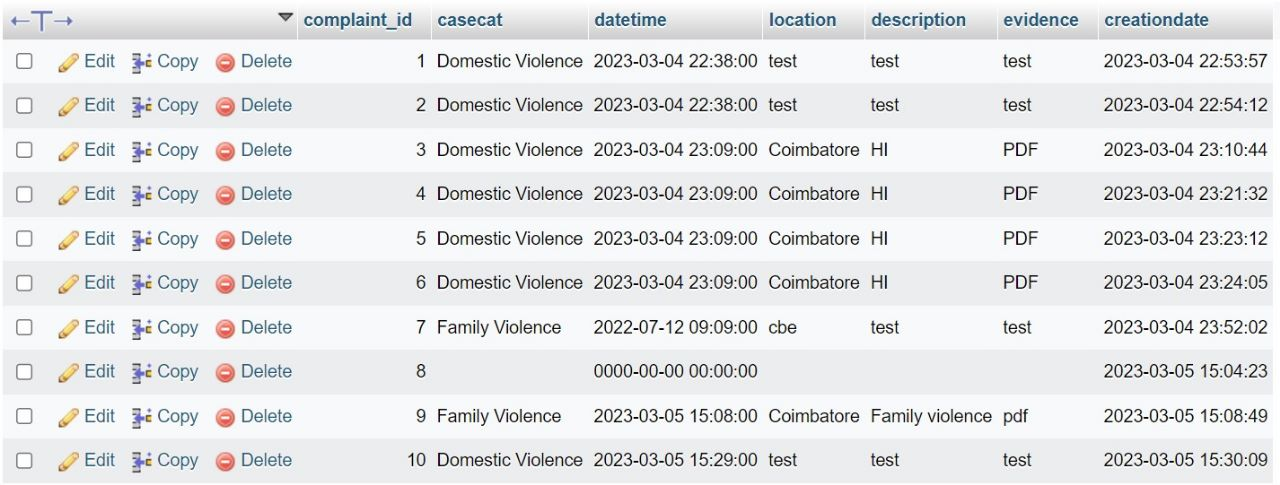 ←T→ complaint_id casecat datetime location description evidence creationdate
Edit Copy Delete 1 Domestic Violence 2023-03-04 22:38:00 test test test 2023-03-04 22:53:57
Edit Copy Delete 2 Domestic Violence 2023-03-04 22:38:00 test test test 2023-03-04 22:54:12
Edit Copy Delete 3 Domestic Violence 2023-03-04 23:09:00 Coimbatore HI PDF 2023-03-04 23:10:44
Edit Copy Delete 4 Domestic Violence 2023-03-04 23:09:00 Coimbatore HI PDF 2023-03-04 23:21:32
Edit Copy Delete 5 Domestic Violence 2023-03-04 23:09:00 Coimbatore HI PDF 2023-03-04 23:23:12
Edit Copy Delete 6 Domestic Violence 2023-03-04 23:09:00 Coimbatore HI PDF 2023-03-04 23:24:05
Edit Copy Delete 7 Family Violence 2022-07-12 09:09:00 cbe test test 2023-03-04 23:52:02
Edit Copy Delete 8 0000-00-00 00:00:00 2023-03-05 15:04:23
Edit Copy Delete 9 Family Violence 2023-03-05 15:08:00 Coimbatore Family violence pdf 2023-03-05 15:08:49
Edit Copy Delete 10 Domestic Violence 2023-03-05 15:29:00 test test test 2023-03-05 15:30:09